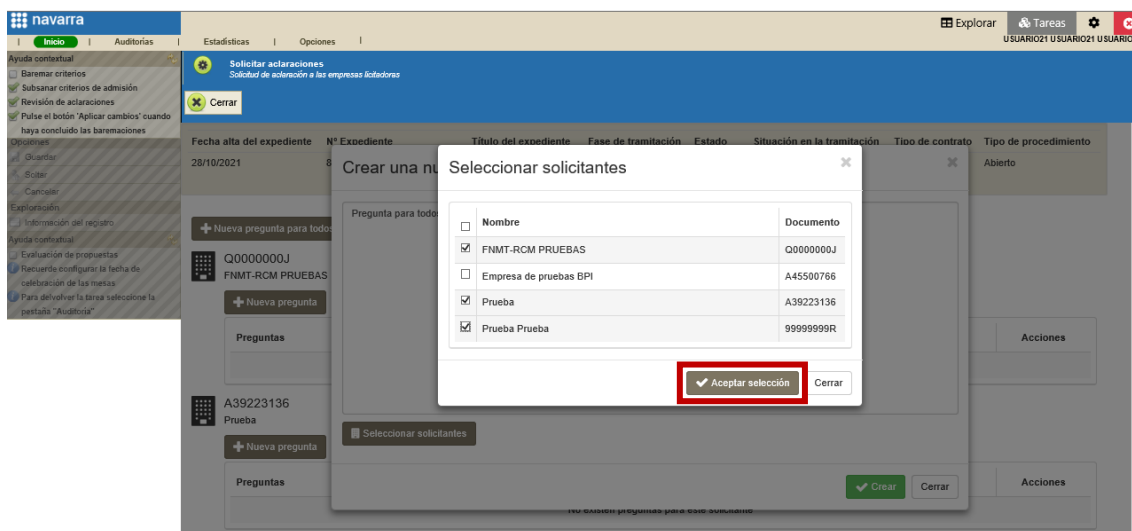 navarra
Explorar
Tareas
USUARIO21 USUARIO21 USUARIO
| Inicio | Auditorías | Estadísticas | Opciones |
Ayuda contextual
Baremar criterios
Subsanar criterios de admisión
Revisión de aclaraciones
Pulse el botón 'Aplicar cambios' cuando
haya concluido las baremaciones
Opciones
Guardar
Soltar
Cancelar
Exploración
Información del registro
Ayuda contextual
Evaluación de propuestas
Recuerde configurar la fecha de
celebración de las mesas
Para delvolver la tarea seleccione la
pestaña "Auditoría"
Solicitar aclaraciones
Solicitud de aclaración a las empresas licitadoras
Cerrar
Fecha alta del expediente Nº Expediente Título del expediente Fase de tramitación Estado Situación en la tramitación Tipo de contrato Tipo de procedimiento
28/10/2021 8 Abierto
Nueva pregunta para todos
Q0000000J
FNMT-RCM PRUEBAS
Nueva pregunta
Preguntas Acciones
A39223136
Prueba
Nueva pregunta
Preguntas Acciones
No existen preguntas para este solicitante
Crear una nu
Pregunta para todo
Seleccionar solicitantes
Crear Cerrar
Seleccionar solicitantes
Nombre Documento
FNMT-RCM PRUEBAS Q0000000J
Empresa de pruebas BPI A45500766
Prueba A39223136
Prueba Prueba 99999999R
Aceptar selección Cerrar